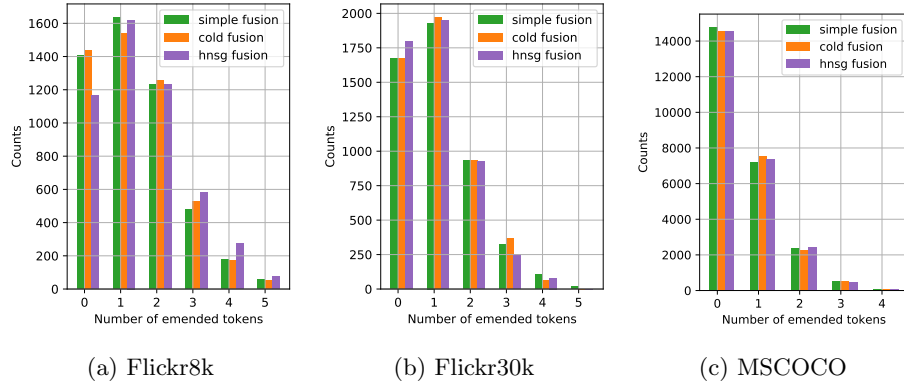 1600
1400
1200
1000
800
600
400
200
0
Counts
simple fusion
cold fusion
hnsg fusion
0 1 2 3 4 5
Number of emended tokens
(a) Flickr8k
2000
1750
1500
1250
1000
750
500
250
0
Counts
simple fusion
cold fusion
hnsg fusion
0 1 2 3 4 5
Number of emended tokens
(b) Flickr30k
14000
12000
10000
8000
6000
4000
2000
0
Counts
simple fusion
cold fusion
hnsg fusion
0 1 2 3 4
Number of emended tokens
(c) MSCOCO